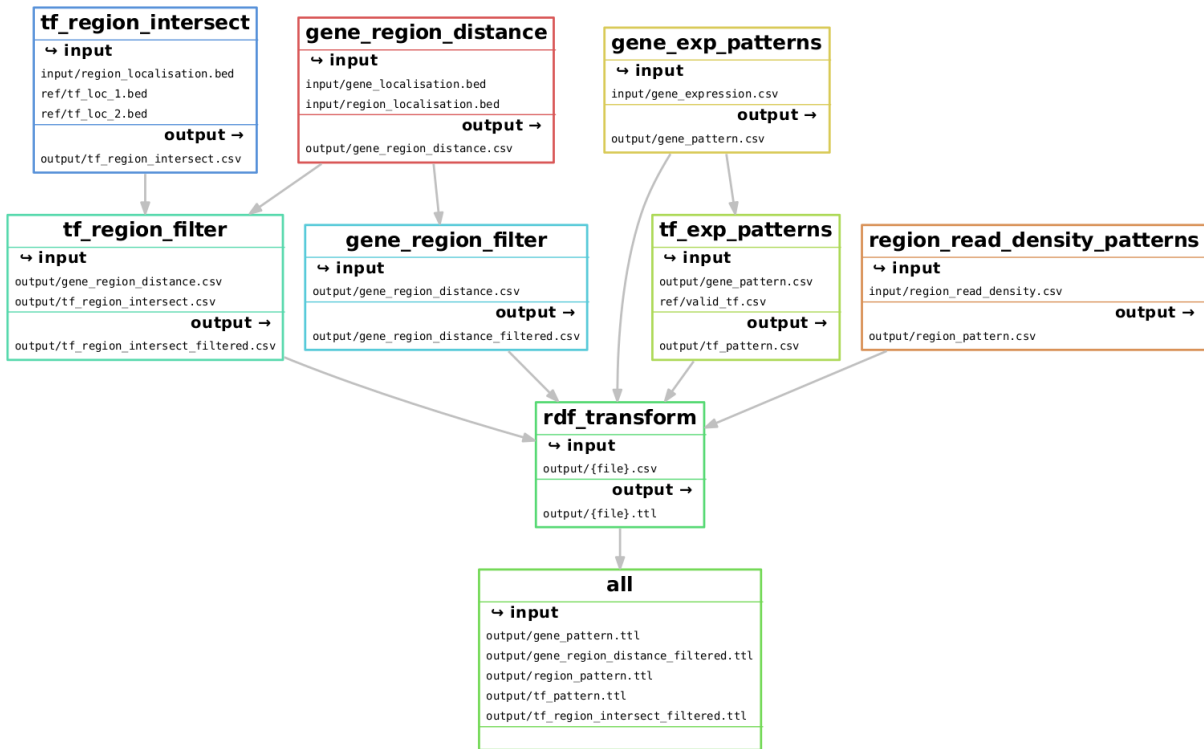 tf_region_intersect
↪ input
input/region_localisation.bed
ref/tf_loc_1.bed
ref/tf_loc_2.bed
output →
output/tf_region_intersect.csv
gene_region_distance
↪ input
input/gene_localisation.bed
input/region_localisation.bed
output →
output/gene_region_distance.csv
gene_exp_patterns
↪ input
input/gene_expression.csv
output →
output/gene_pattern.csv
tf_region_filter
↪ input
output/gene_region_distance.csv
output/tf_region_intersect.csv
output →
output/tf_region_intersect_filtered.csv
gene_region_filter
↪ input
output/gene_region_distance.csv
output →
output/gene_region_distance_filtered.csv
tf_exp_patterns
↪ input
output/gene_pattern.csv
ref/valid_tf.csv
output →
output/tf_pattern.csv
region_read_density_patterns
↪ input
input/region_read_density.csv
output →
output/region_pattern.csv
rdf_transform
↪ input
output/{file}.csv
output →
output/{file}.ttl
all
↪ input
output/gene_pattern.ttl
output/gene_region_distance_filtered.ttl
output/region_pattern.ttl
output/tf_pattern.ttl
output/tf_region_intersect_filtered.ttl